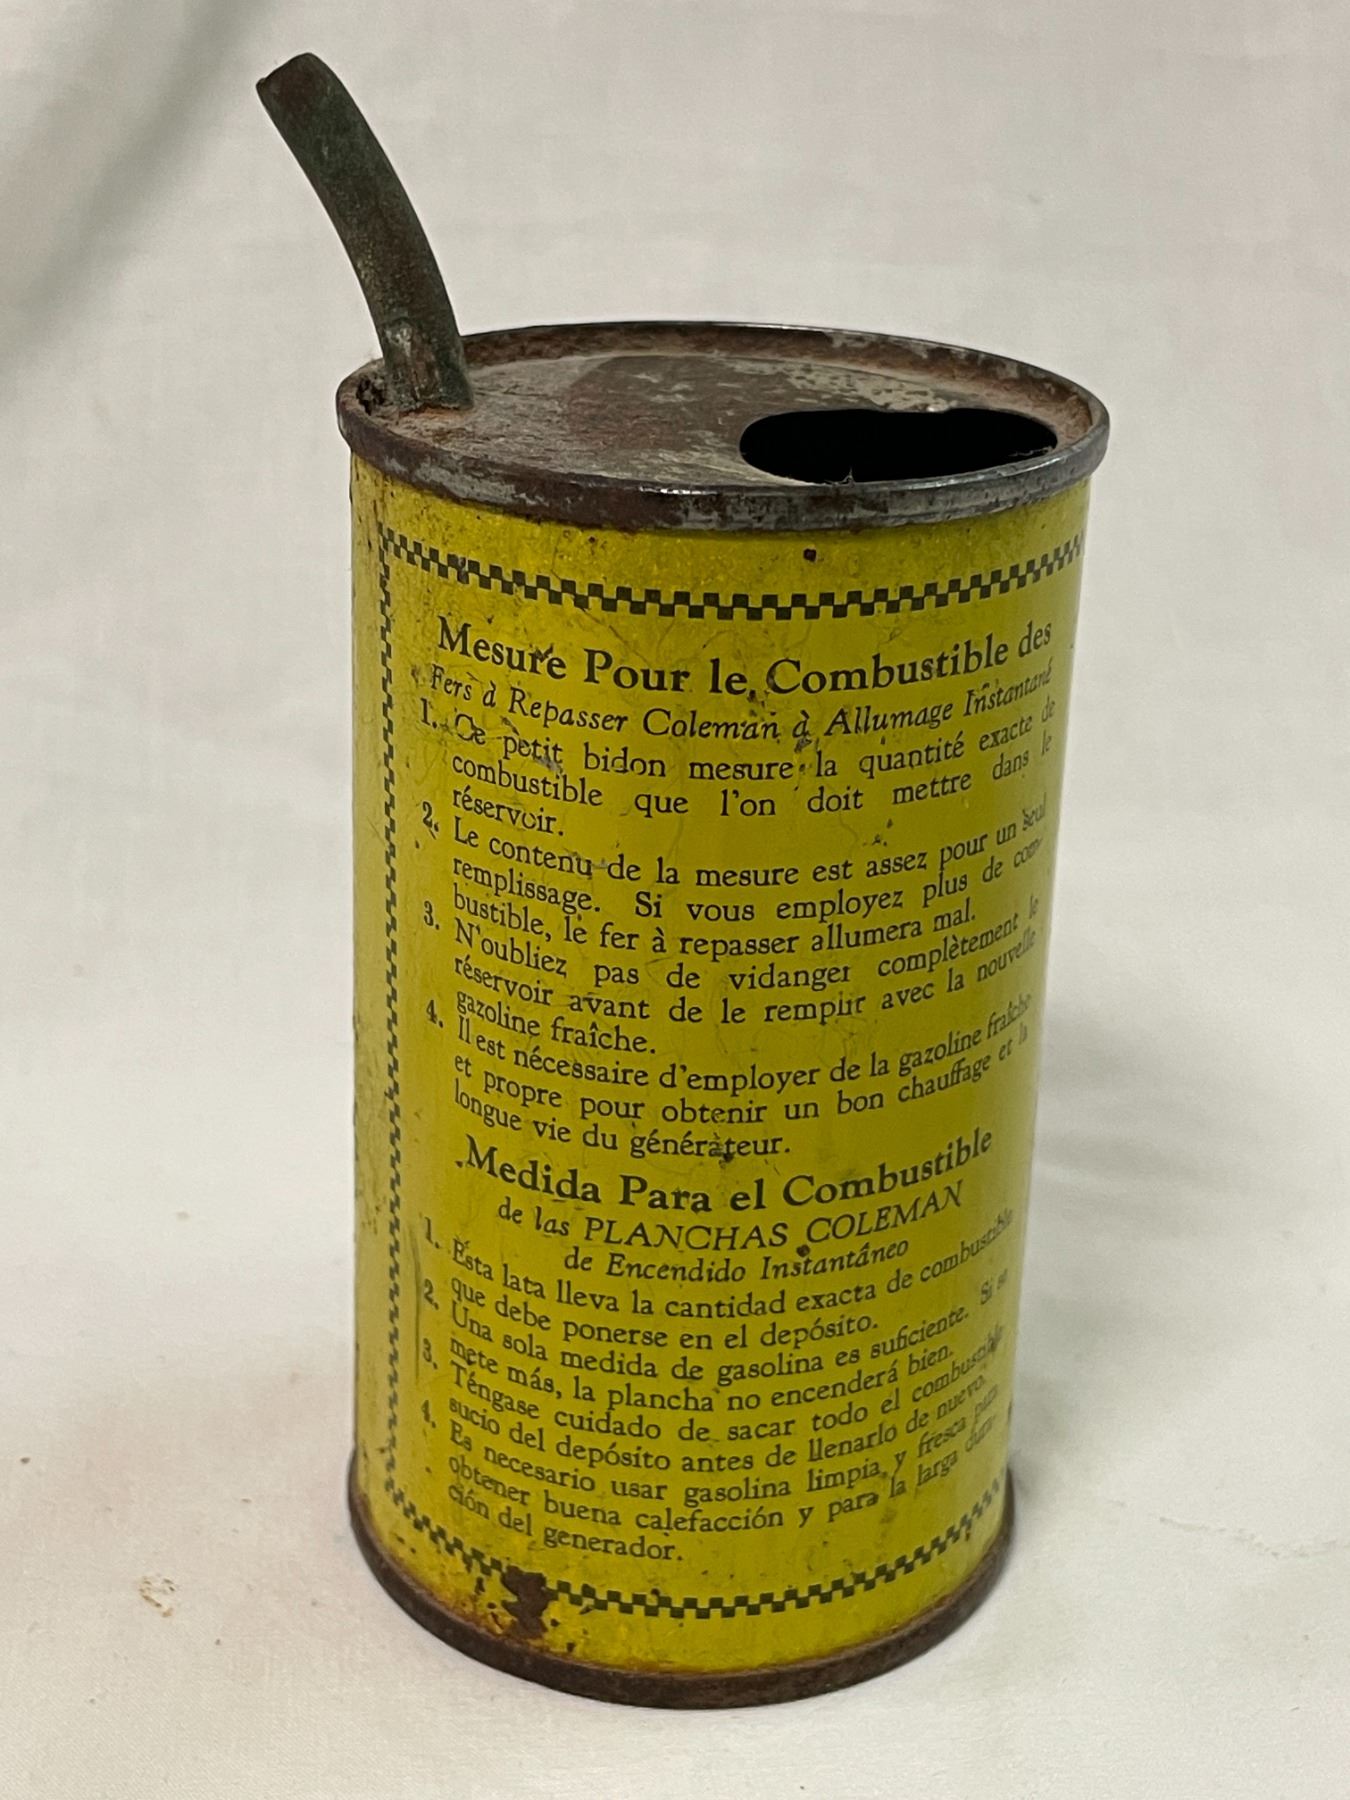 Mesure Pour le Combustible des
Fers à Repasser Coleman à Allumage Instantané
1. Ce petit bidon mesure la quantité exacte de
combustible que l'on doit mettre dans le
réservoir.
2. Le contenu de la mesure est assez pour un seul
remplissage. Si vous employez plus de com-
bustible, le fer à repasser allumera mal.
3. N'oubliez pas de vidanger complètement le
réservoir avant de le remplir avec la nouvelle
gazoline fraîche.
4. Il est nécessaire d'employer de la gazoline fraîche
et propre pour obtenir un bon chauffage et la
longue vie du générateur.
Medida Para el Combustible
de las PLANCHAS COLEMAN
de Encendido Instantáneo
1. Esta lata lleva la cantidad exacta de combustible
que debe ponerse en el depósito.
2. Una sola medida de gasolina es suficiente. Si se
mete más, la plancha no encenderá bien.
3. Téngase cuidado de sacar todo el combustible
sucio del depósito antes de llenarlo de nuevo.
4. Es necesario usar gasolina limpia y fresca para
obtener buena calefacción y para la larga dura-
ción del generador.